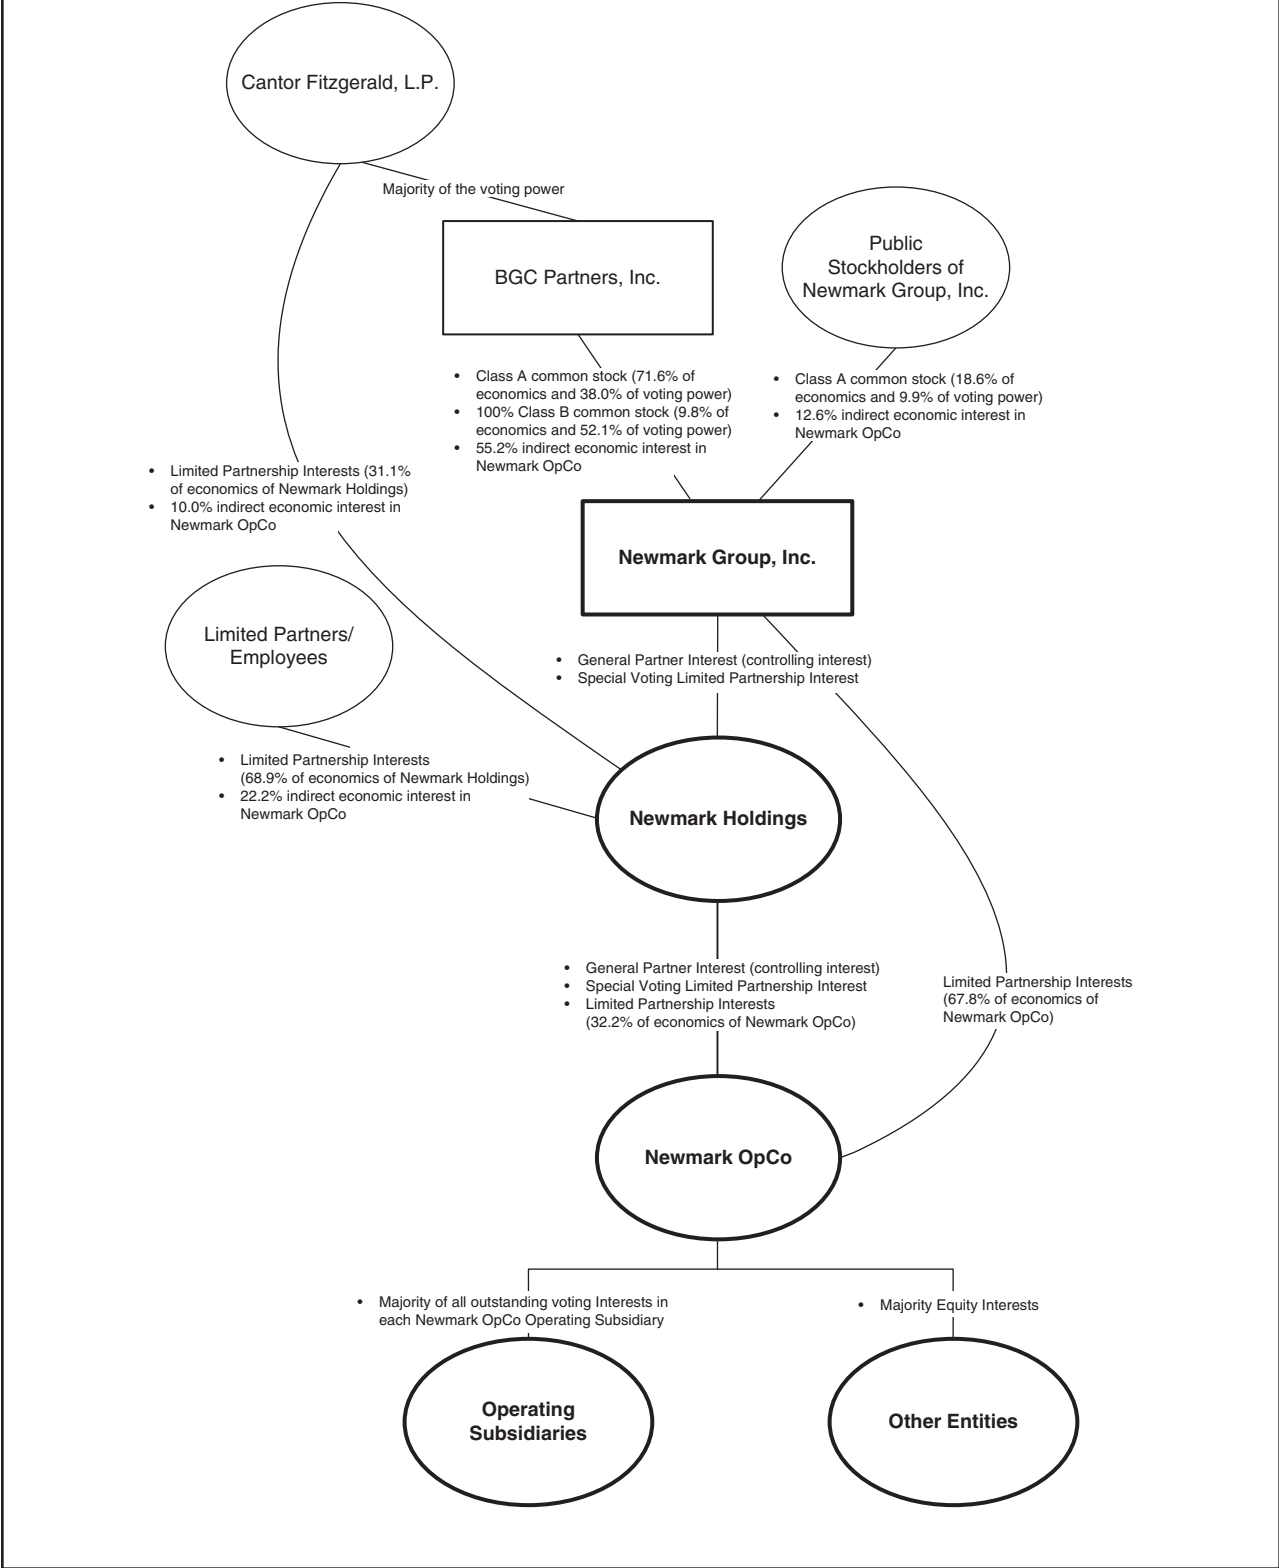 Cantor Fitzgerald, L.P.
Majority of the voting power
BGC Partners, Inc.
Public
Stockholders of
Newmark Group, Inc.
• Class A common stock (71.6% of
economics and 38.0% of voting power)
• 100% Class B common stock (9.8% of
economics and 52.1% of voting power)
• 55.2% indirect economic interest in
Newmark OpCo
• Class A common stock (18.6% of
economics and 9.9% of voting power)
• 12.6% indirect economic interest in
Newmark OpCo
• Limited Partnership Interests (31.1%
of economics of Newmark Holdings)
• 10.0% indirect economic interest in
Newmark OpCo
Newmark Group, Inc.
Limited Partners/
Employees
• General Partner Interest (controlling interest)
• Special Voting Limited Partnership Interest
• Limited Partnership Interests
(68.9% of economics of Newmark Holdings)
• 22.2% indirect economic interest in
Newmark OpCo
Newmark Holdings
• General Partner Interest (controlling interest)
• Special Voting Limited Partnership Interest
• Limited Partnership Interests
(32.2% of economics of Newmark OpCo)
Limited Partnership Interests
(67.8% of economics of
Newmark OpCo)
Newmark OpCo
• Majority of all outstanding voting Interests in
each Newmark OpCo Operating Subsidiary
• Majority Equity Interests
Operating
Subsidiaries
Other Entities